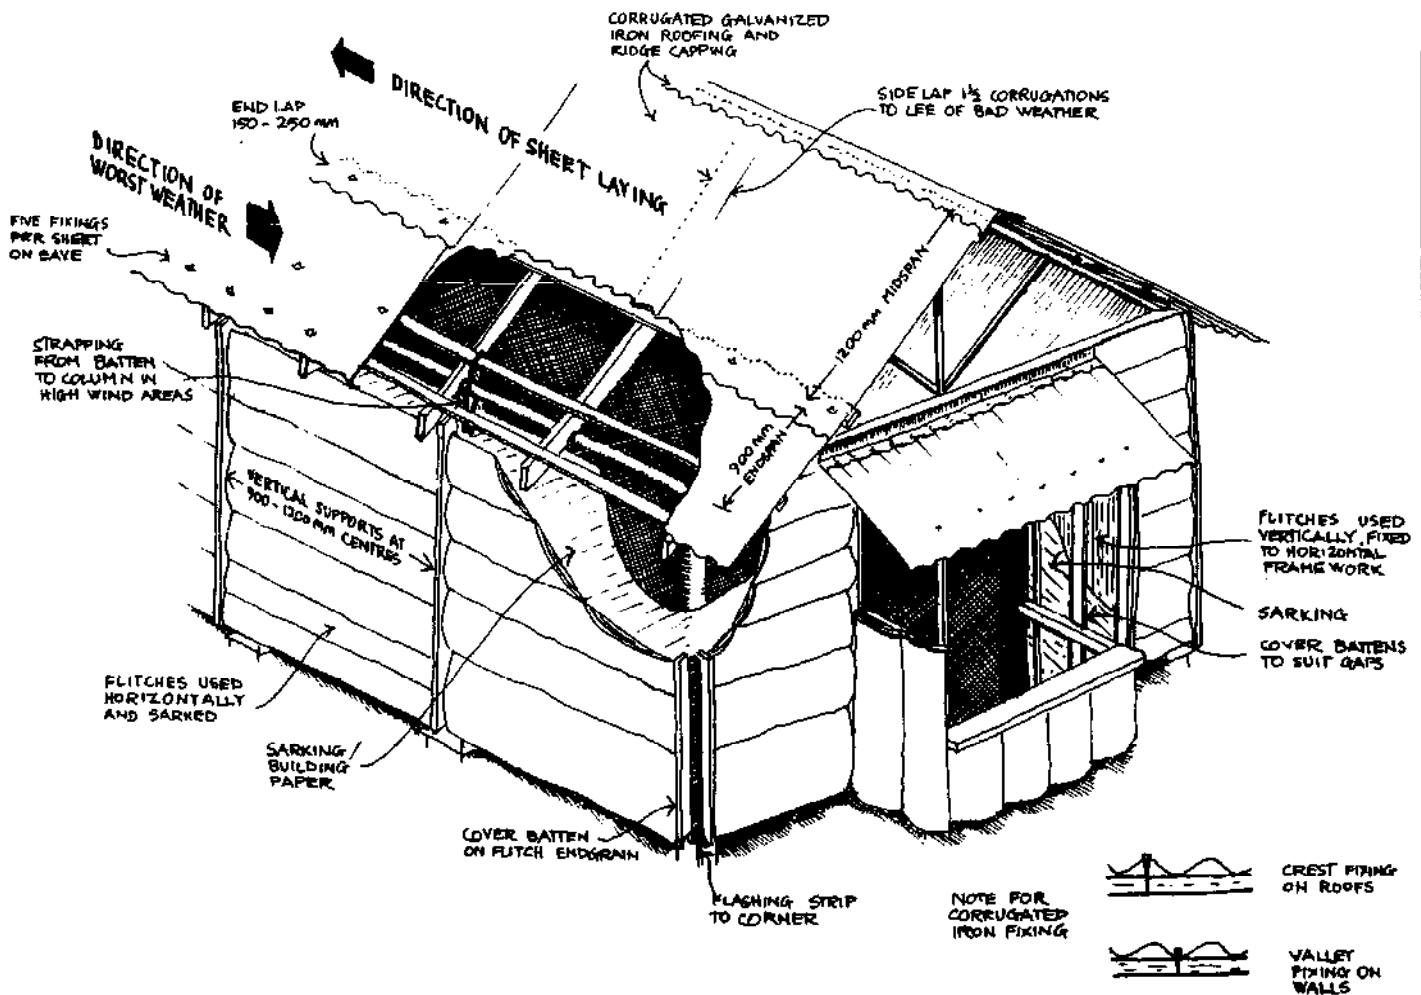 CORRUGATED GALVANIZED
IRON ROOFING AND
RIDGE CAPPING
DIRECTION OF SHEET LAYING
SIDE LAP 1½ CORRUGATIONS
TO LEE OF BAD WEATHER
END LAP
150 - 250 MM
DIRECTION OF
WORST WEATHER
FIVE FIXINGS
PER SHEET
ON EAVE
1200 MM MIDSPAN
900 MM
ENDSPAN
STRAPPING
FROM BATTEN
TO COLUMN IN
HIGH WIND AREAS
VERTICAL SUPPORTS AT
900 - 1200 MM CENTRES
FLITCHES USED
VERTICALLY, FIXED
TO HORIZONTAL
FRAMEWORK
SARKING
COVER BATTENS
TO SUIT GAPS
FLITCHES USED
HORIZONTALLY
AND SARKED
SARKING /
BUILDING
PAPER
COVER BATTEN
ON FLITCH ENDGRAIN
FLASHING STRIP
TO CORNER
NOTE FOR
CORRUGATED
IRON FIXING
CREST FIXING
ON ROOFS
VALLEY
FIXING ON
WALLS